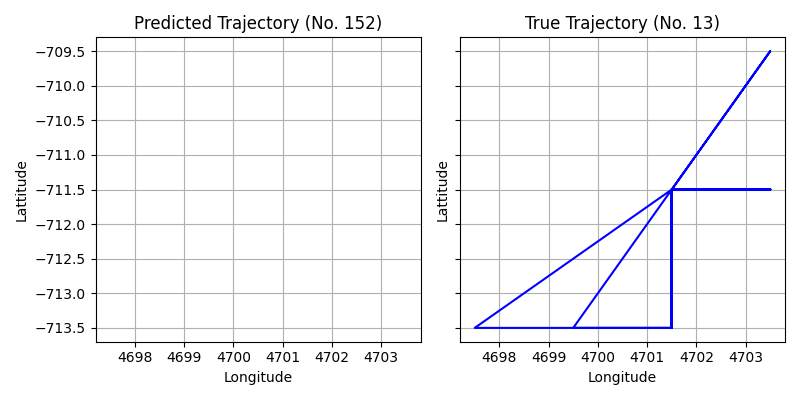 Predicted Trajectory (No. 152)
True Trajectory (No. 13)
−709.5
−710.0
−710.5
−711.0
−711.5
−712.0
−712.5
−713.0
−713.5
Lattitude
Lattitude
4698 4699 4700 4701 4702 4703
4698 4699 4700 4701 4702 4703
Longitude
Longitude